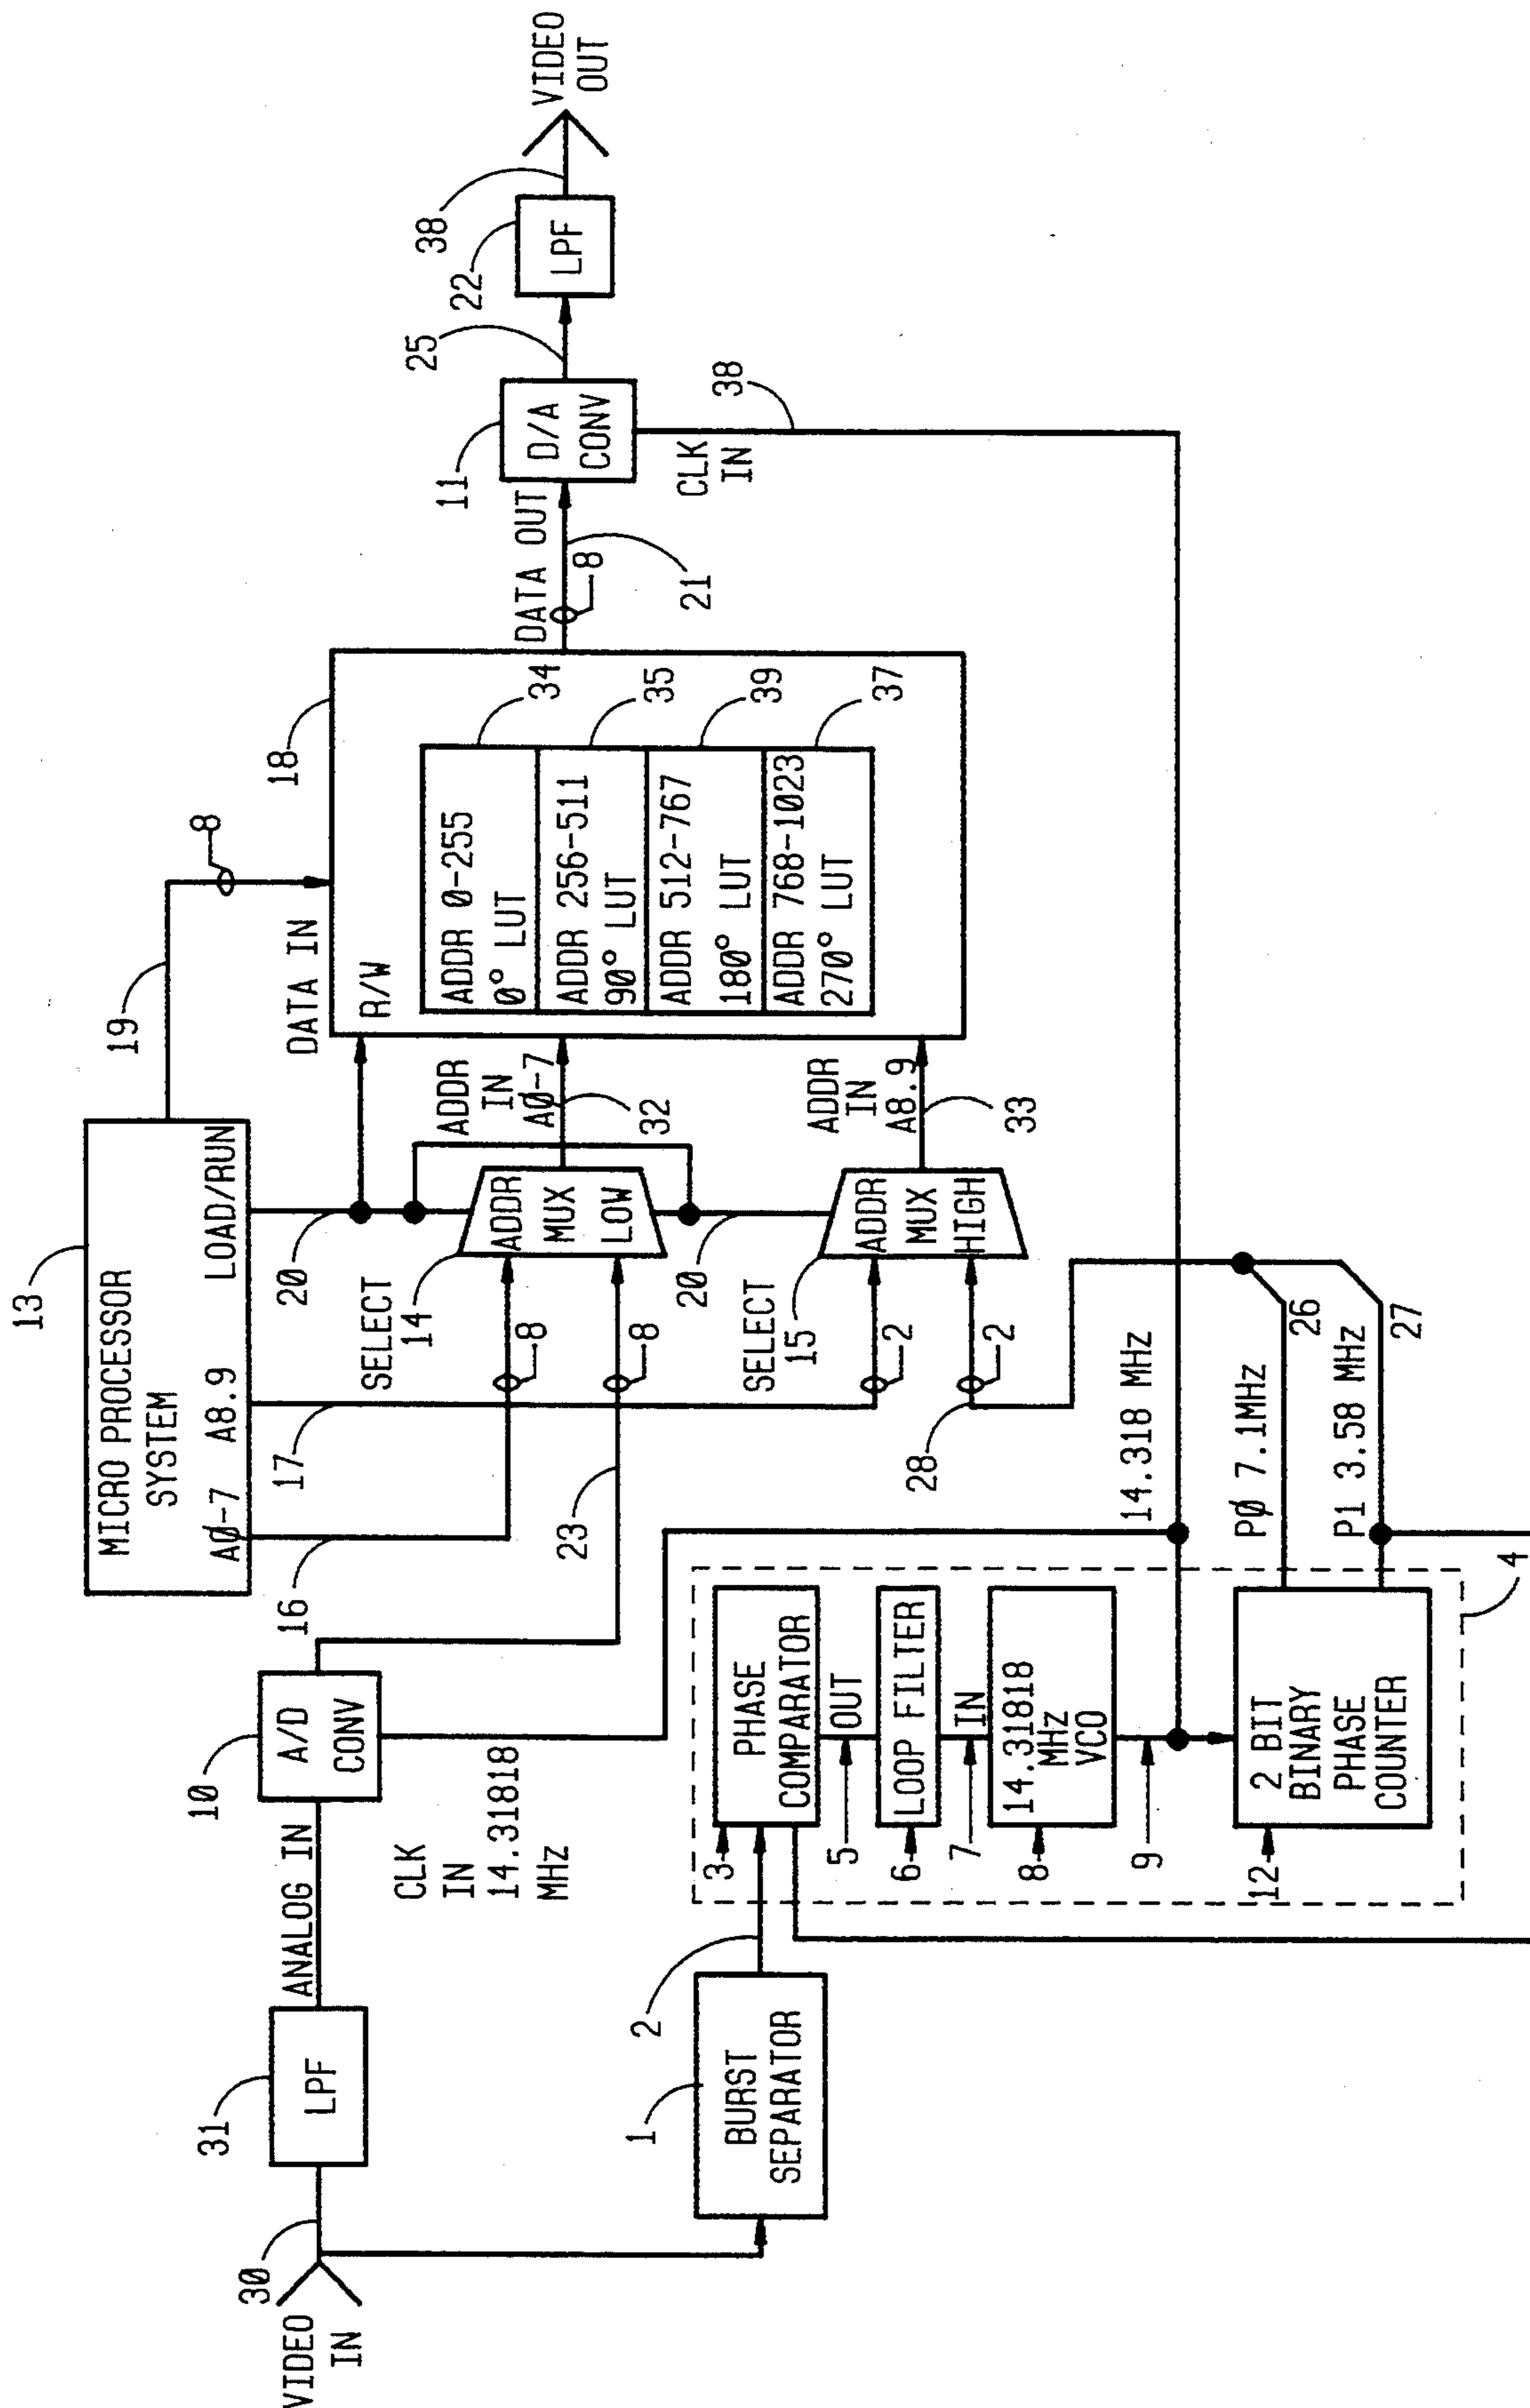 VIDEO
IN
30
31
LPF
ANALOG IN
10
A/D
CONV
CLK
IN
14.31818
MHz
13
MICRO PROCESSOR
SYSTEM
AØ-7
A8.9
LOAD/RUN
16
17
20
19
8
DATA IN
18
R/W
ADDR Ø-255
Ø° LUT
34
ADDR 256-511
90° LUT
35
ADDR 512-767
180° LUT
39
ADDR 768-1023
270° LUT
37
SELECT
14
ADDR
MUX
LOW
8
8
23
ADDR
IN
AØ-7
32
20
SELECT
15
ADDR
MUX
HIGH
2
2
28
ADDR
IN
A8.9
33
DATA OUT
8
21
11
D/A
CONV
CLK
IN
38
25
22
LPF
38
VIDEO
OUT
1
BURST
SEPARATOR
2
3
PHASE
COMPARATOR
5
OUT
6
LOOP FILTER
7
IN
8
14.31818
MHz
VCO
9
14.318 MHz
12
2 BIT
BINARY
PHASE
COUNTER
PØ 7.1MHz
26
P1 3.58 MHz
27
4